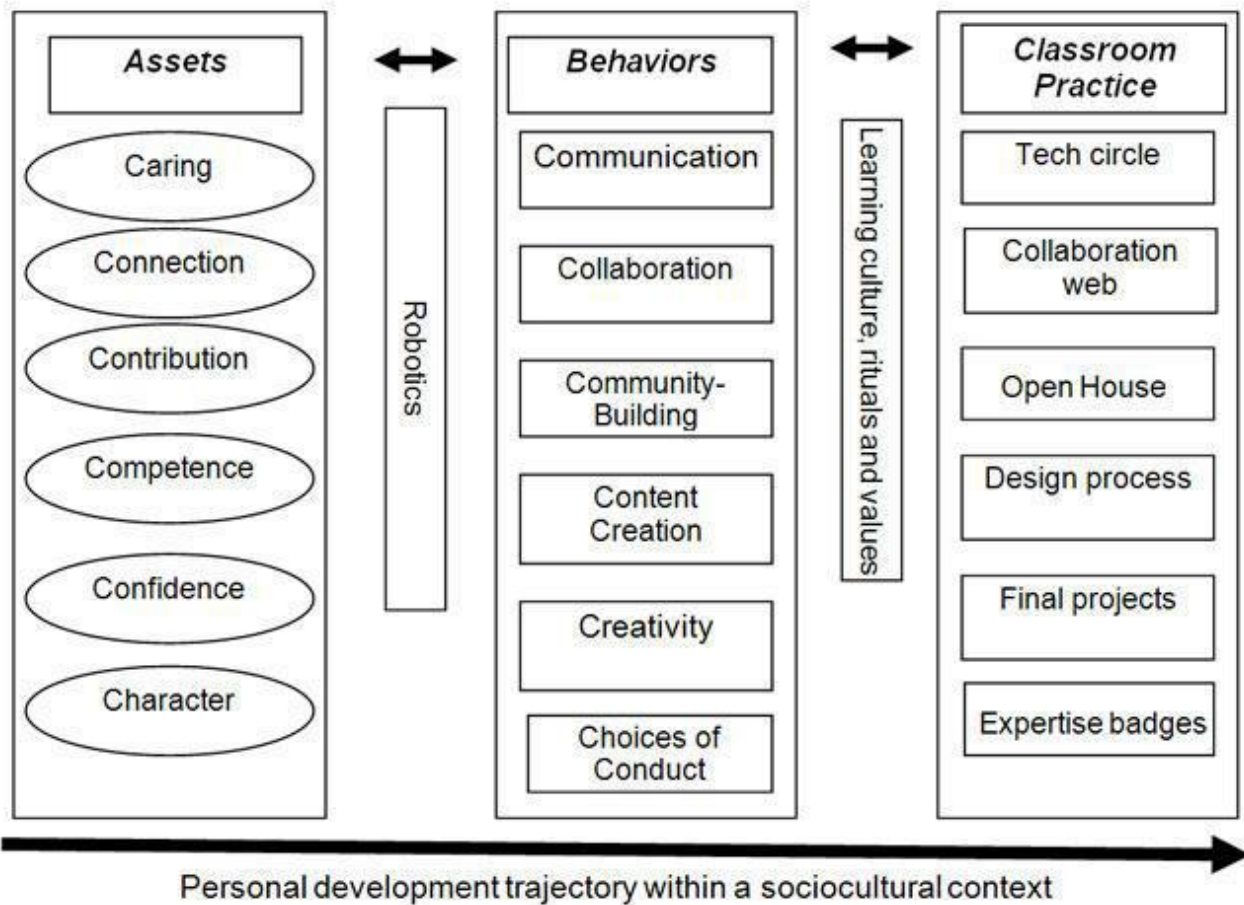 Assets
Caring
Connection
Contribution
Competence
Confidence
Character
Robotics
Behaviors
Communication
Collaboration
Community-
Building
Content
Creation
Creativity
Choices of
Conduct
Learning culture, rituals and values
Classroom
Practice
Tech circle
Collaboration
web
Open House
Design process
Final projects
Expertise badges
Personal development trajectory within a sociocultural context